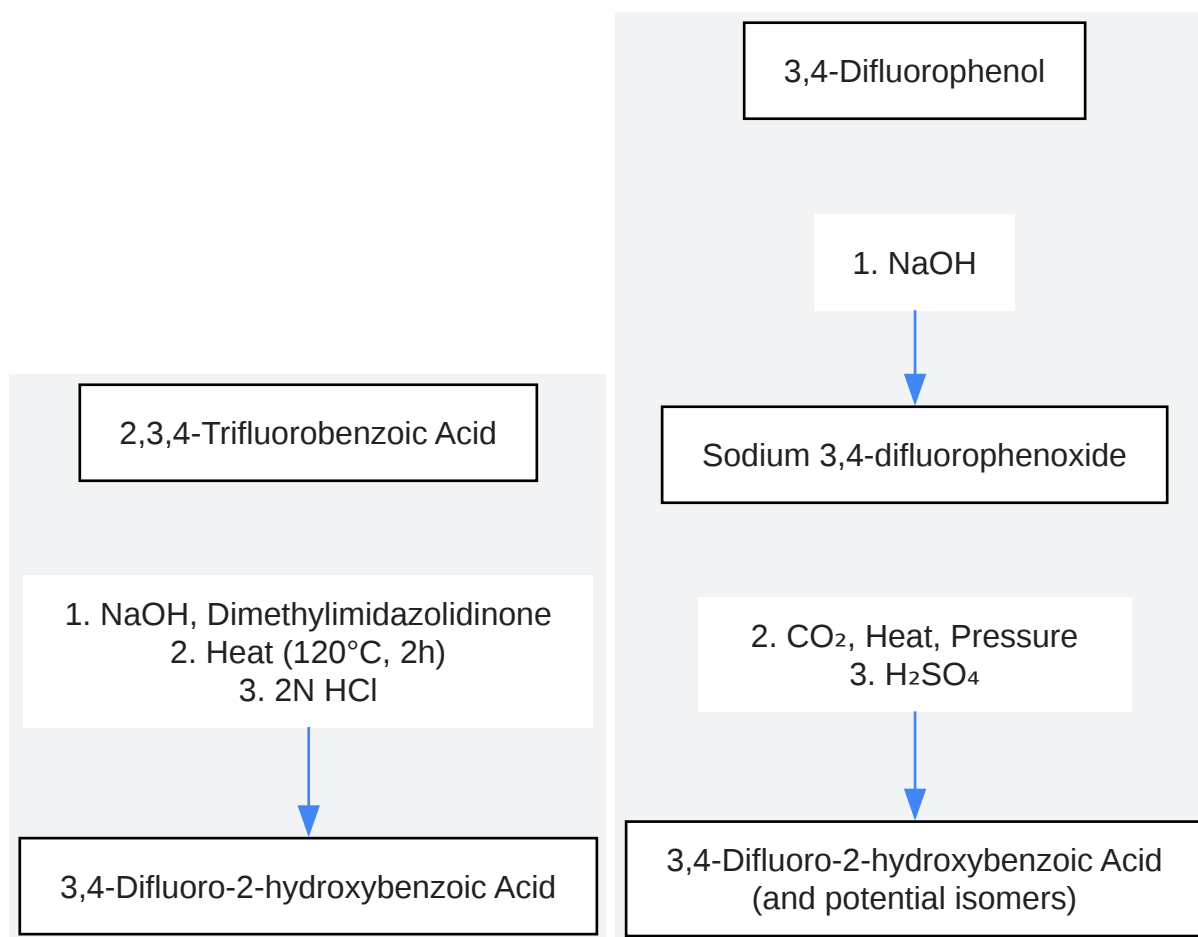 2,3,4-Trifluorobenzoic Acid
1. NaOH, Dimethylimidazolidinone
2. Heat (120°C, 2h)
3. 2N HCl
3,4-Difluoro-2-hydroxybenzoic Acid
3,4-Difluorophenol
1. NaOH
Sodium 3,4-difluorophenoxide
2. CO₂, Heat, Pressure
3. H₂SO₄
3,4-Difluoro-2-hydroxybenzoic Acid
(and potential isomers)